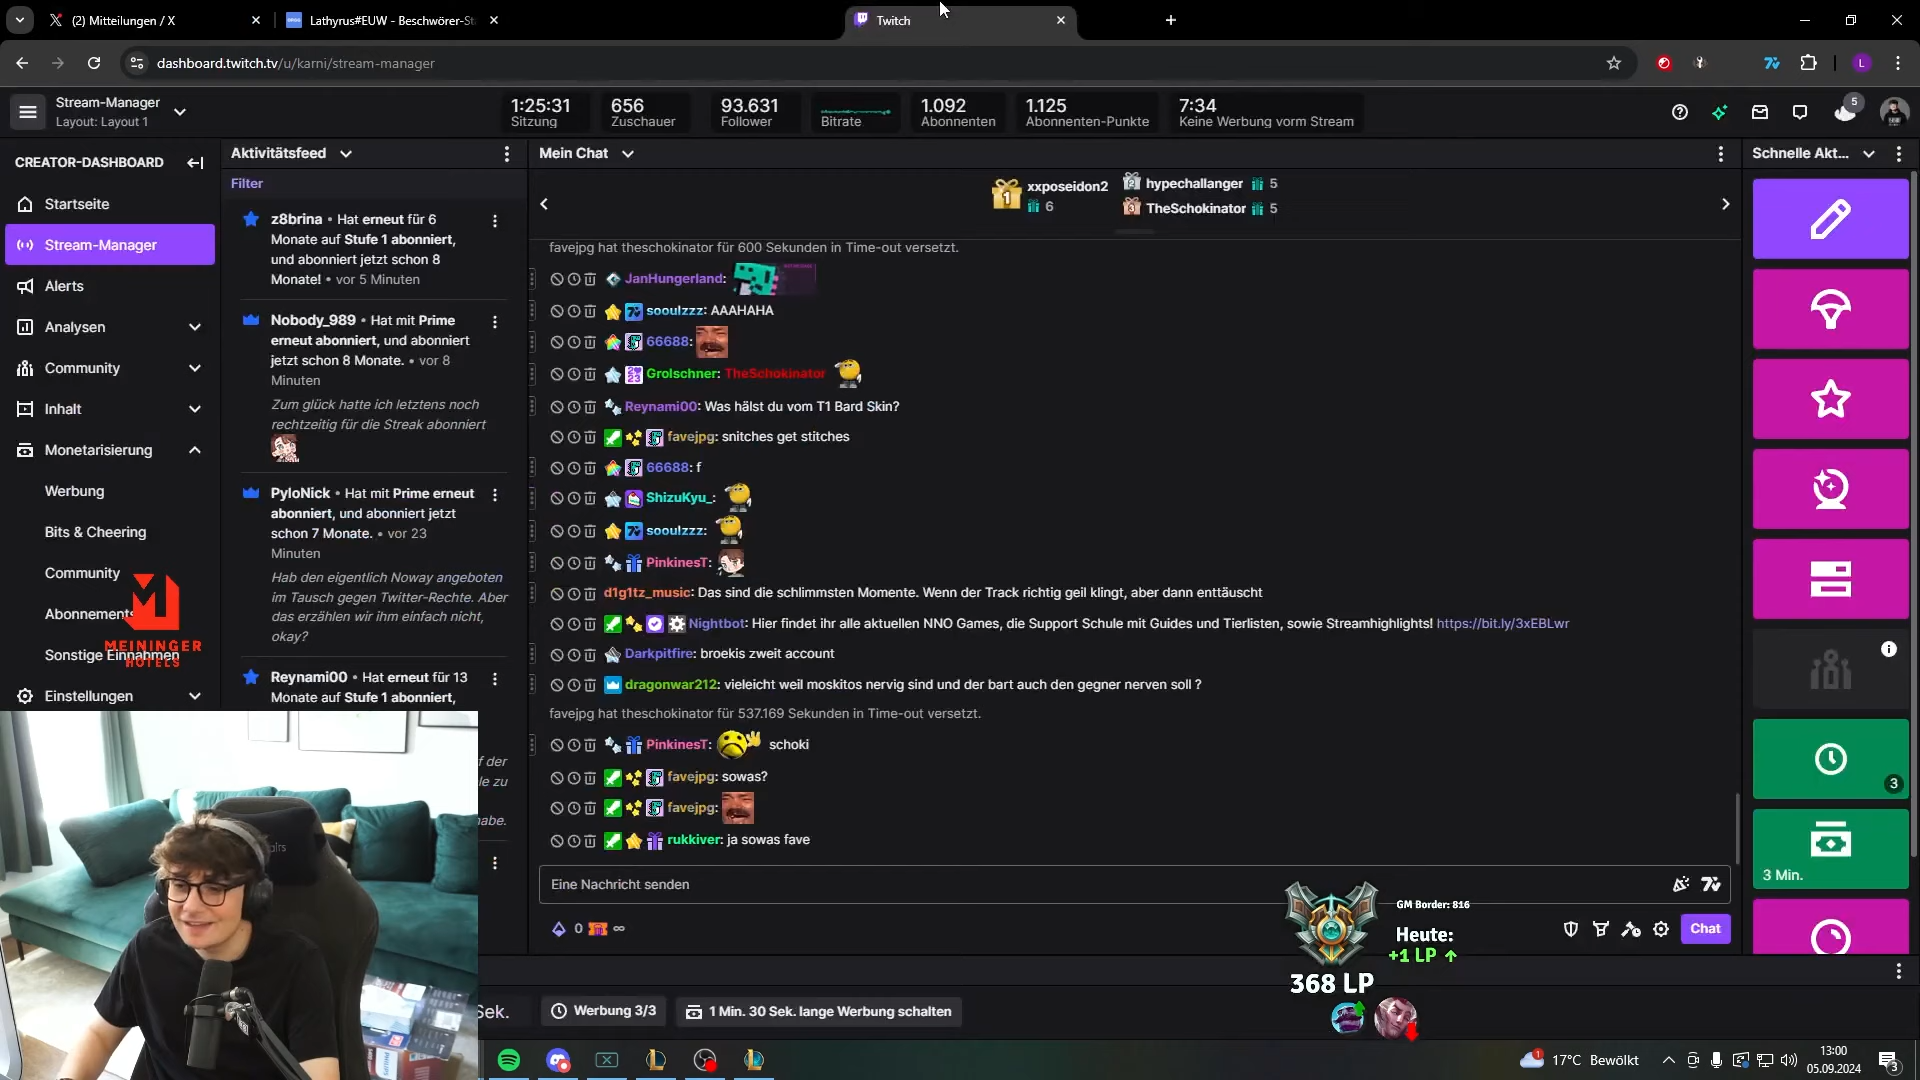 (2) Mitteilungen / X
Lathyrus#EUW - Beschwörer-St
Twitch
dashboard.twitch.tv/u/karni/stream-manager
L
Stream-Manager
Layout: Layout 1
1:25:31
Sitzung
656
Zuschauer
93.631
Follower
Bitrate
1.092
Abonnenten
1.125
Abonnenten-Punkte
7:34
Keine Werbung vorm Stream
5
CREATOR-DASHBOARD
Startseite
Stream-Manager
Alerts
Analysen
Community
Inhalt
Monetarisierung
Werbung
Bits & Cheering
Community
Abonnements
Sonstige Einnahmen
Einstellungen
MEININGER
HOTELS
Aktivitätsfeed
Filter
z8brina • Hat erneut für 6
Monate auf Stufe 1 abonniert,
und abonniert jetzt schon 8
Monate! • vor 5 Minuten
Nobody_989 • Hat mit Prime
erneut abonniert, und abonniert
jetzt schon 8 Monate. • vor 8
Minuten
Zum glück hatte ich letztens noch
rechtzeitig für die Streak abonniert
PyloNick • Hat mit Prime erneut
abonniert, und abonniert jetzt
schon 7 Monate. • vor 23
Minuten
Hab den eigentlich Noway angeboten
im Tausch gegen Twitter-Rechte. Aber
das erzählen wir ihm einfach nicht,
okay?
Reynami00 • Hat erneut für 13
Monate auf Stufe 1 abonniert,
f der
le zu
abe.
Mein Chat
1
xxposeidon2
6
2
hypechallanger 5
3
TheSchokinator 5
favejpg hat theschokinator für 600 Sekunden in Time-out versetzt.
JanHungerland:
sooulzzz: AAAHAHA
66688:
Grolschner: TheSchokinator
Reynami00: Was hälst du vom T1 Bard Skin?
favejpg: snitches get stitches
66688: f
ShizuKyu_:
sooulzzz:
PinkinesT:
d1g1tz_music: Das sind die schlimmsten Momente. Wenn der Track richtig geil klingt, aber dann enttäuscht
Nightbot: Hier findet ihr alle aktuellen NNO Games, die Support Schule mit Guides und Tierlisten, sowie Streamhighlights! https://bit.ly/3xEBLwr
Darkpitfire: broekis zweit account
dragonwar212: vieleicht weil moskitos nervig sind und der bart auch den gegner nerven soll ?
favejpg hat theschokinator für 537.169 Sekunden in Time-out versetzt.
PinkinesT: schoki
favejpg: sowas?
favejpg:
rukkiver: ja sowas fave
Eine Nachricht senden
0 ∞
Chat
Schnelle Akt...
3
3 Min.
GM Border: 816
Heute:
+1 LP ↑
368 LP
Sek.
Werbung 3/3
1 Min. 30 Sek. lange Werbung schalten
1
17°C Bewölkt
13:00
05.09.2024
3